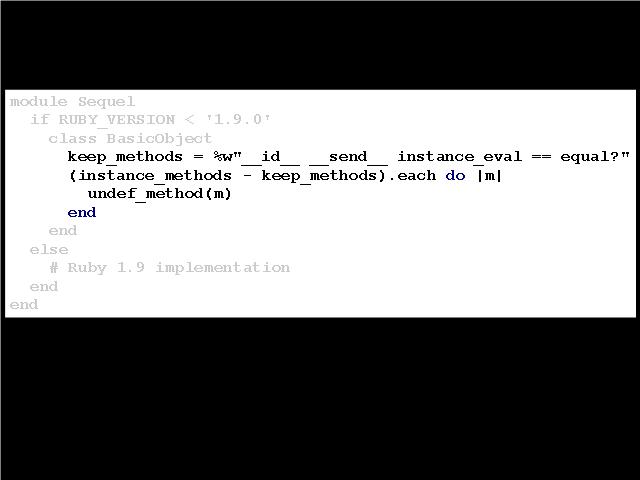 module Sequel
if RUBY_VERSION < '1.9.0'
class BasicObject
keep_methods = %w"__id__ __send__ instance_eval == equal?"
(instance_methods - keep_methods).each do |m|
undef_method(m)
end
end
else
# Ruby 1.9 implementation
end
end